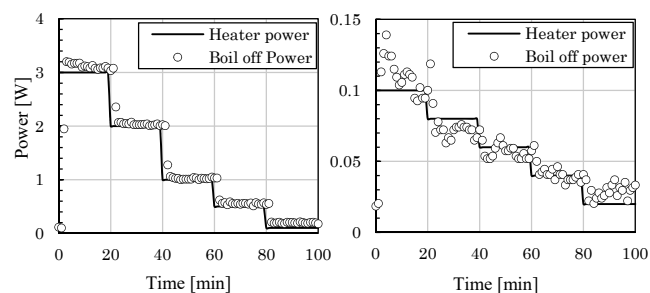 Heater power
Boil off Power
Power [W]
4
3
2
1
0
0 20 40 60 80 100
Time [min]
Heater power
Boil off power
0.15
0.1
0.05
0
0 20 40 60 80 100
Time [min]